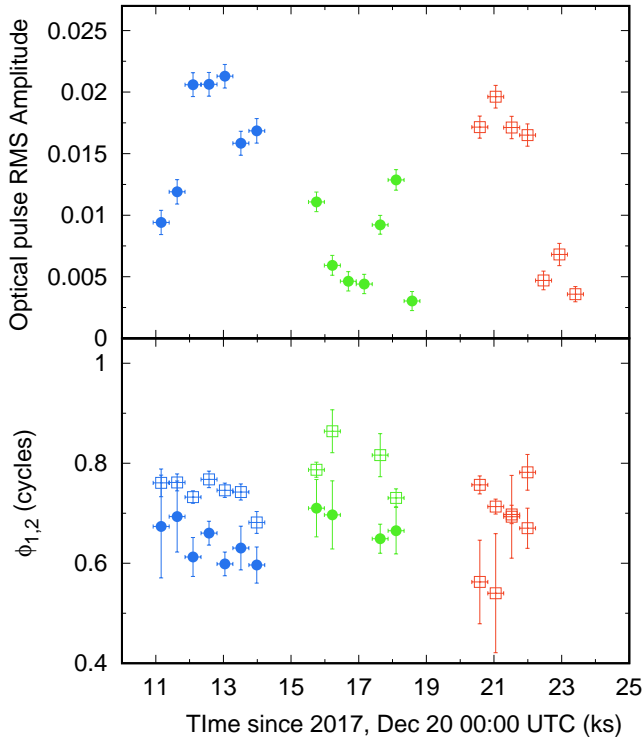 Optical pulse RMS Amplitude
0.025
0.02
0.015
0.01
0.005
0
ϕ1,2 (cycles)
1
0.8
0.6
0.4
11 13 15 17 19 21 23 25
TIme since 2017, Dec 20 00:00 UTC (ks)